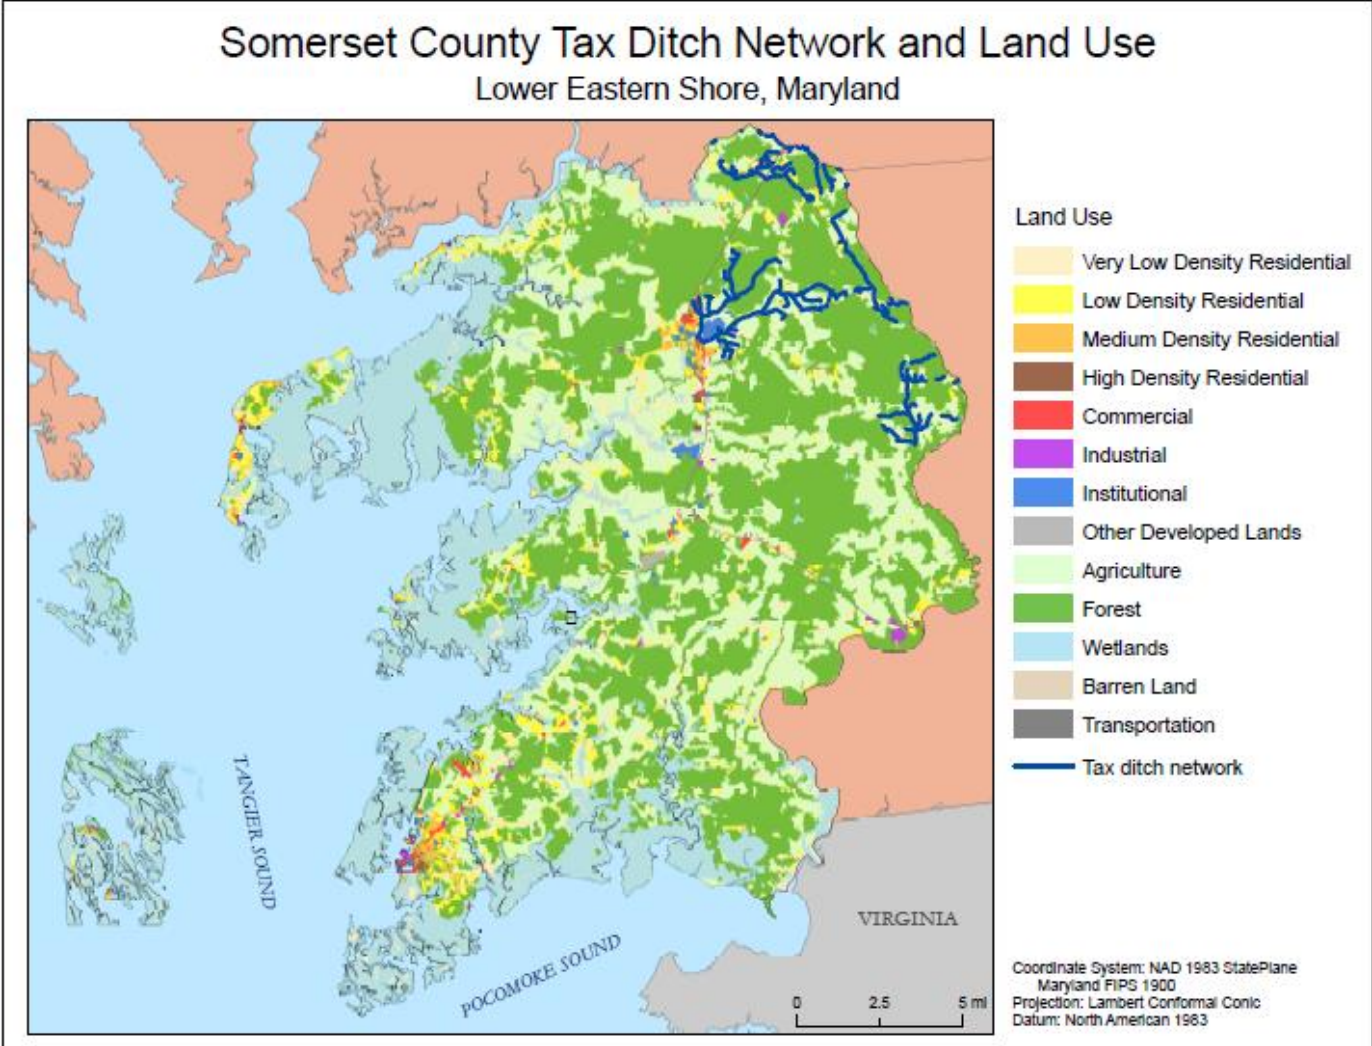 Somerset County Tax Ditch Network and Land Use
Lower Eastern Shore, Maryland
Land Use
Very Low Density Residential
Low Density Residential
Medium Density Residential
High Density Residential
Commercial
Industrial
Institutional
Other Developed Lands
Agriculture
Forest
Wetlands
Barren Land
Transportation
Tax ditch network
TANGIER SOUND
POCOMOKE SOUND
VIRGINIA
0 2.5 5 mi
Coordinate System: NAD 1983 StatePlane
Maryland FIPS 1900
Projection: Lambert Conformal Conic
Datum: North American 1983